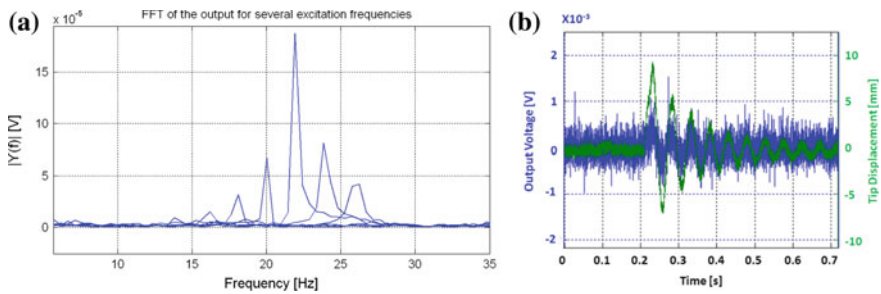 (a)
FFT of the output for several excitation frequencies
x 10⁻⁵
15
10
5
0
|Y(f)| [V]
10 15 20 25 30 35
Frequency [Hz]
(b)
X10⁻³
2
1
0
-1
-2
Output Voltage [V]
10
5
0
-5
-10
Tip Displacement [mm]
0 0.1 0.2 0.3 0.4 0.5 0.6 0.7
Time [s]